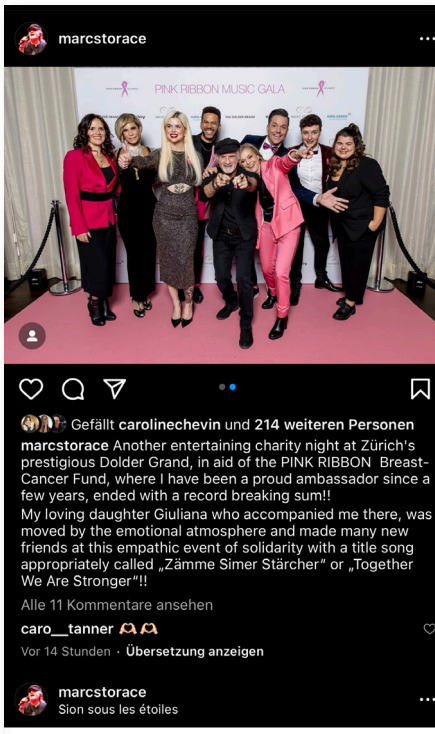 marcstorace
PINK RIBBON MUSIC GALA
Gefällt carolinechevin und 214 weiteren Personen
marcstorace Another entertaining charity night at Zürich's
prestigious Dolder Grand, in aid of the PINK RIBBON Breast-
Cancer Fund, where I have been a proud ambassador since a
few years, ended with a record breaking sum!!
My loving daughter Giuliana who accompanied me there, was
moved by the emotional atmosphere and made many new
friends at this empathic event of solidarity with a title song
appropriately called „Zämme Simer Stärcher“ or „Together
We Are Stronger“!!
Alle 11 Kommentare ansehen
caro__tanner 🫶🏼🫶🏼
Vor 14 Stunden · Übersetzung anzeigen
marcstorace
Sion sous les étoiles